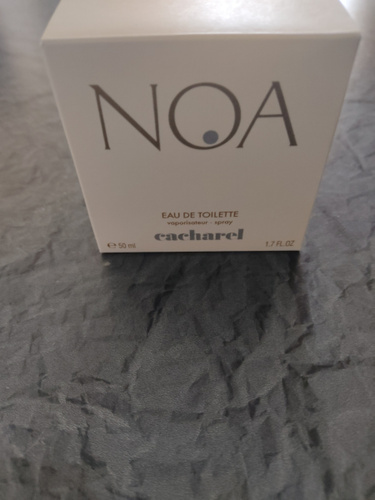 NOA
EAU DE TOILETTE
vaporisateur - spray
cacharel
℮ 50 ml 1.7 FL.OZ